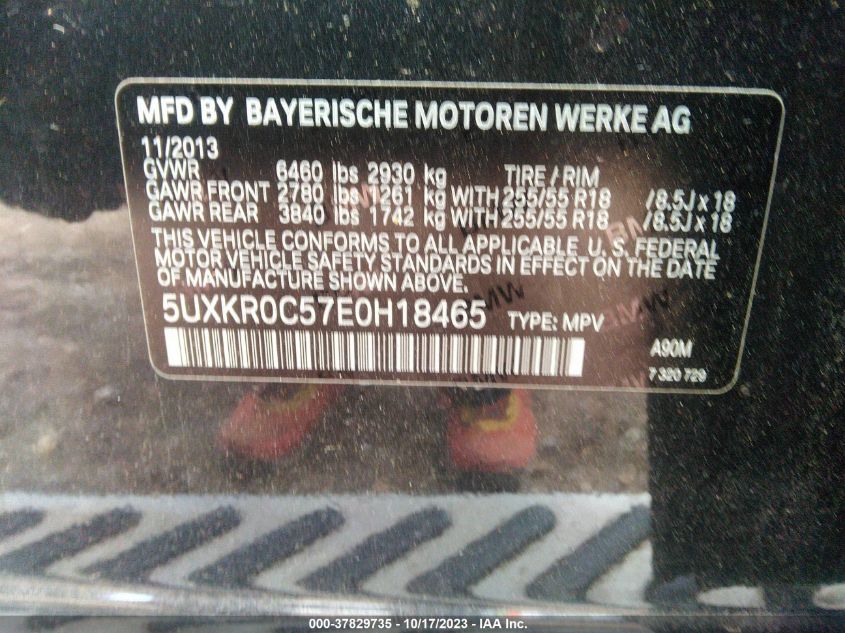 MFD BY BAYERISCHE MOTOREN WERKE AG
11/2013
GVWR 6460 lbs 2930 kg TIRE / RIM
GAWR FRONT 2780 lbs 1261 kg WITH 255/55 R18 /8.5J x 18
GAWR REAR 3840 lbs 1742 kg WITH 255/55 R18 /8.5J x 18
THIS VEHICLE CONFORMS TO ALL APPLICABLE U. S. FEDERAL
MOTOR VEHICLE SAFETY STANDARDS IN EFFECT ON THE DATE
OF MANUFACTURE SHOWN ABOVE.
5UXKR0C57E0H18465 TYPE: MPV
A90M
7 320 729
000-37829735 - 10/17/2023 - IAA Inc.